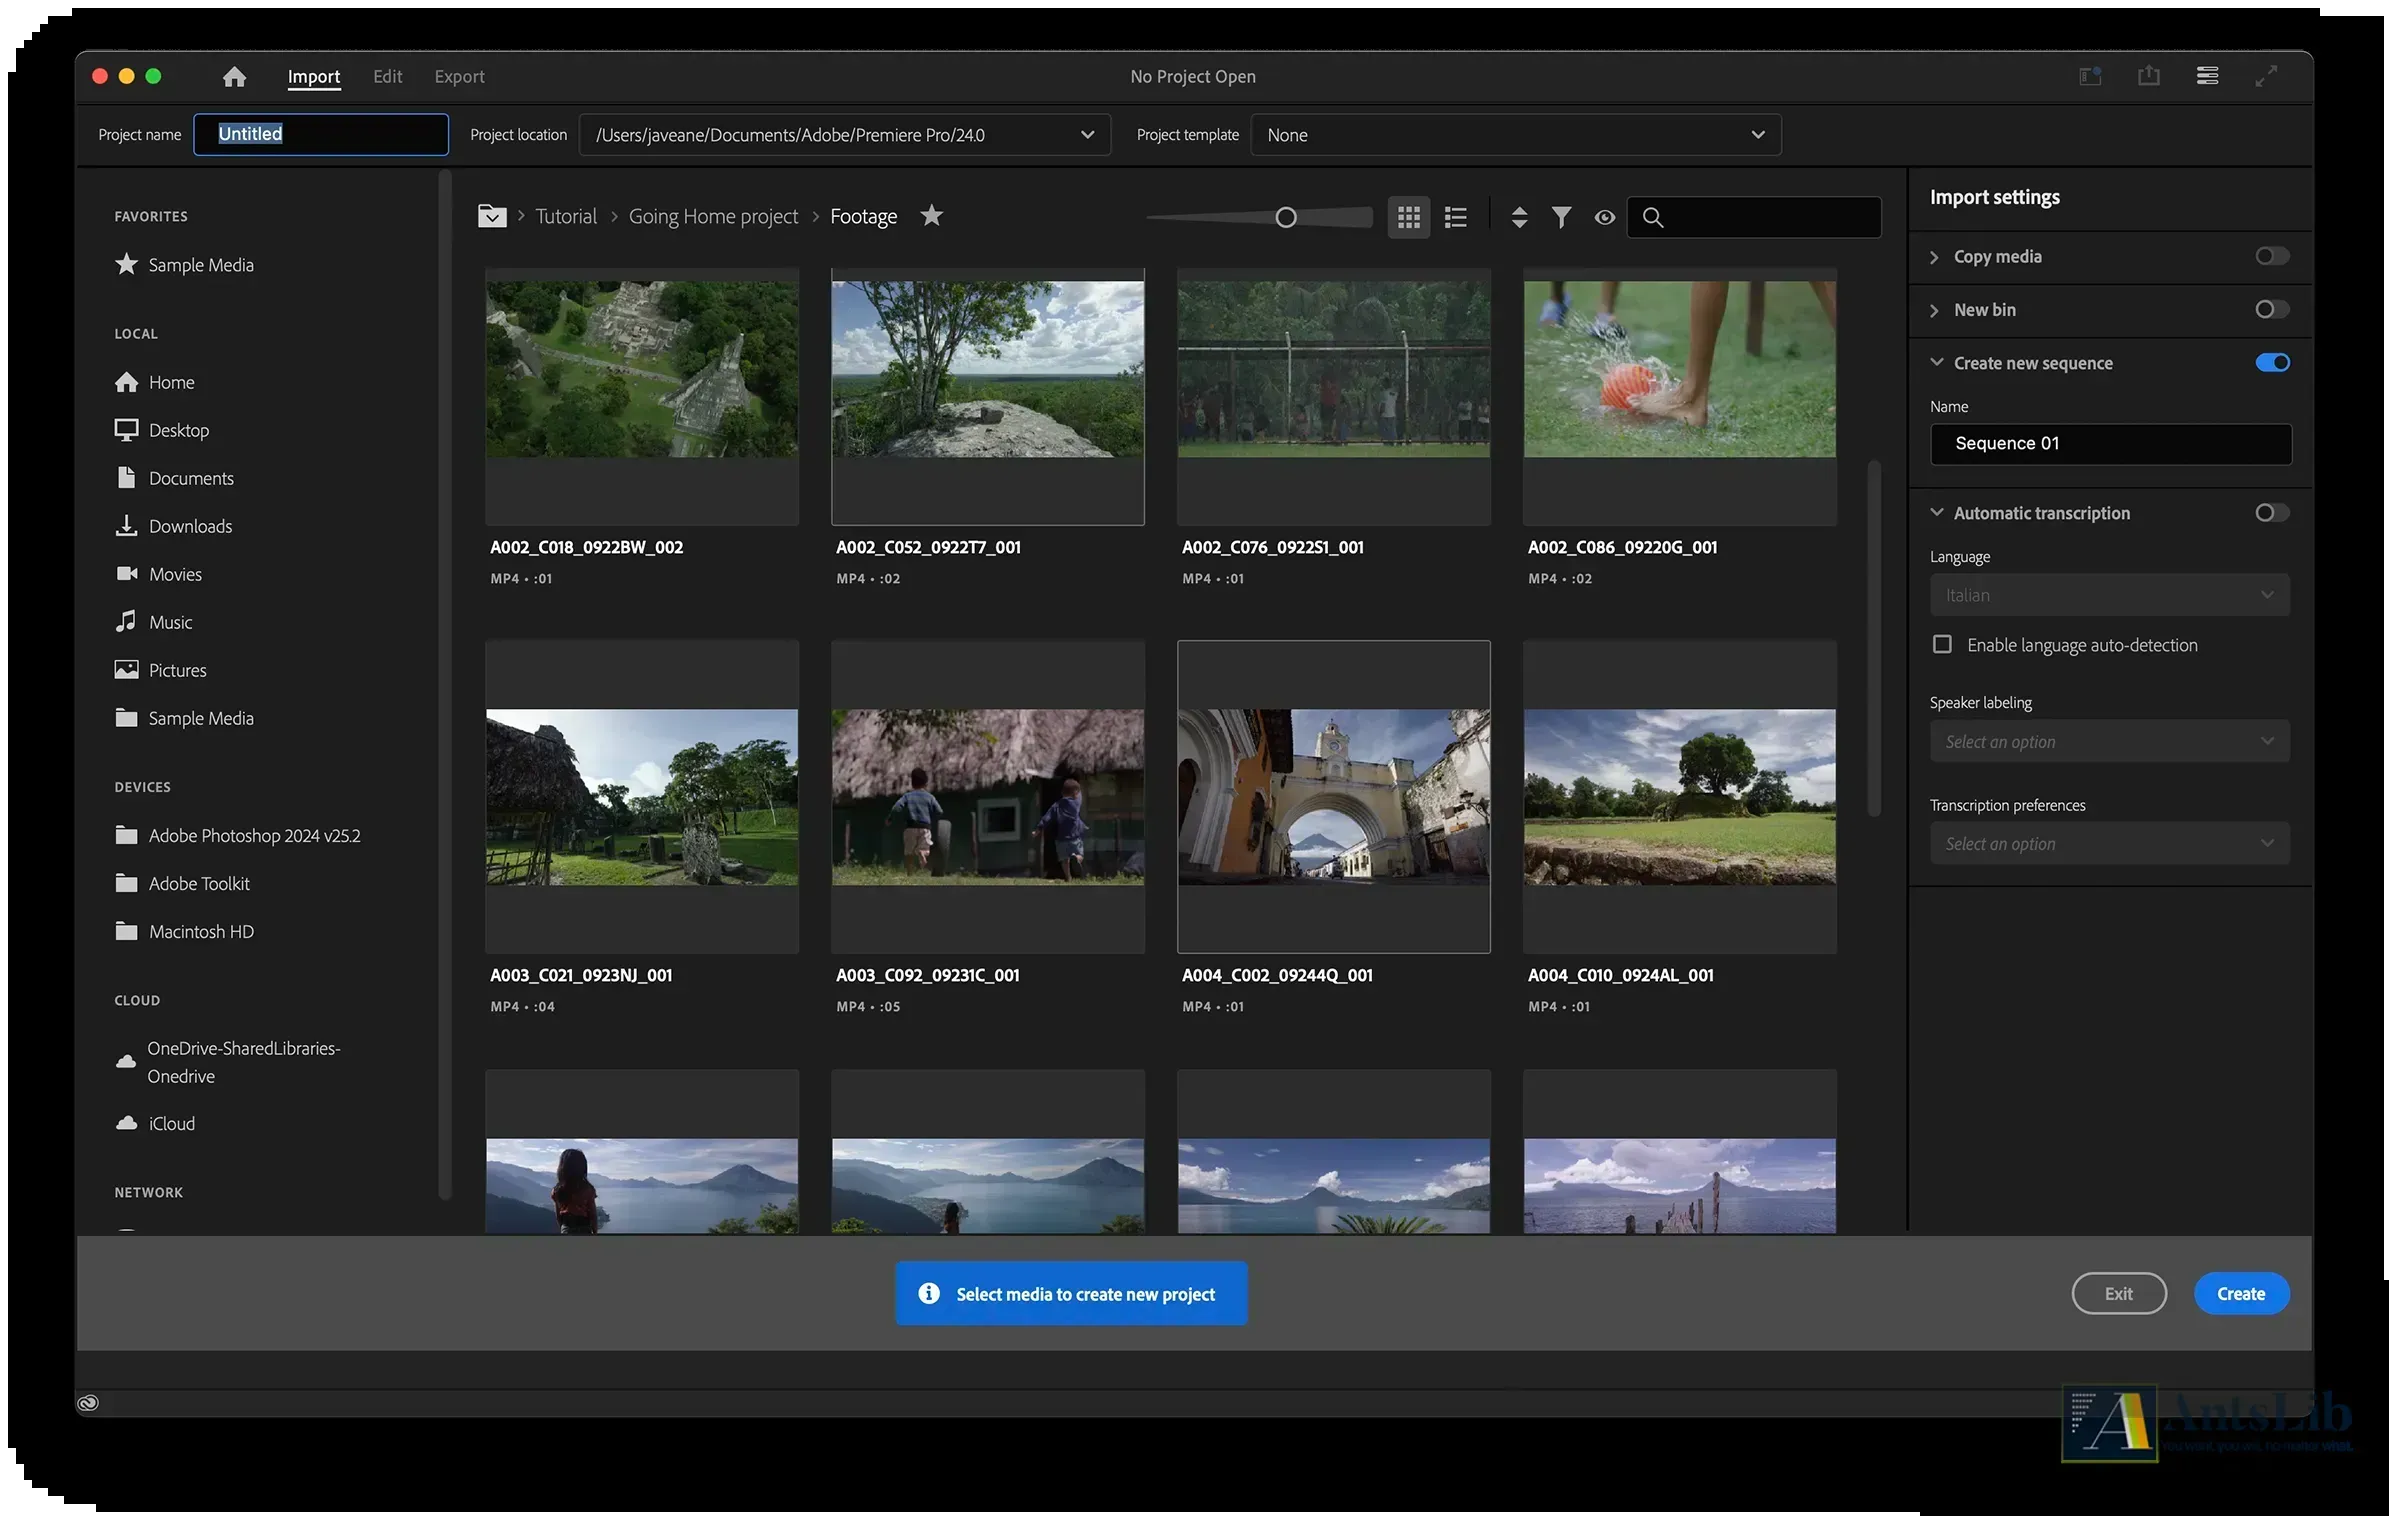 Import Edit Export No Project Open
Project name Untitled Project location /Users/javeane/Documents/Adobe/Premiere Pro/24.0 Project template None
FAVORITES
Sample Media
LOCAL
Home
Desktop
Documents
Downloads
Movies
Music
Pictures
Sample Media
DEVICES
Adobe Photoshop 2024 v25.2
Adobe Toolkit
Macintosh HD
CLOUD
OneDrive-SharedLibraries-
Onedrive
iCloud
NETWORK
Tutorial Going Home project Footage
A002_C018_0922BW_002 A002_C052_0922T7_001 A002_C076_0922S1_001 A002_C086_09220G_001
MP4 • :01 MP4 • :02 MP4 • :01 MP4 • :02
A003_C021_0923NJ_001 A003_C092_09231C_001 A004_C002_09244Q_001 A004_C010_0924AL_001
MP4 • :04 MP4 • :05 MP4 • :01 MP4 • :01
Import settings
Copy media
New bin
Create new sequence
Name
Sequence 01
Automatic transcription
Language
Italian
Enable language auto-detection
Speaker labeling
Select an option
Transcription preferences
Select an option
Select media to create new project
Exit Create
A AntsLib